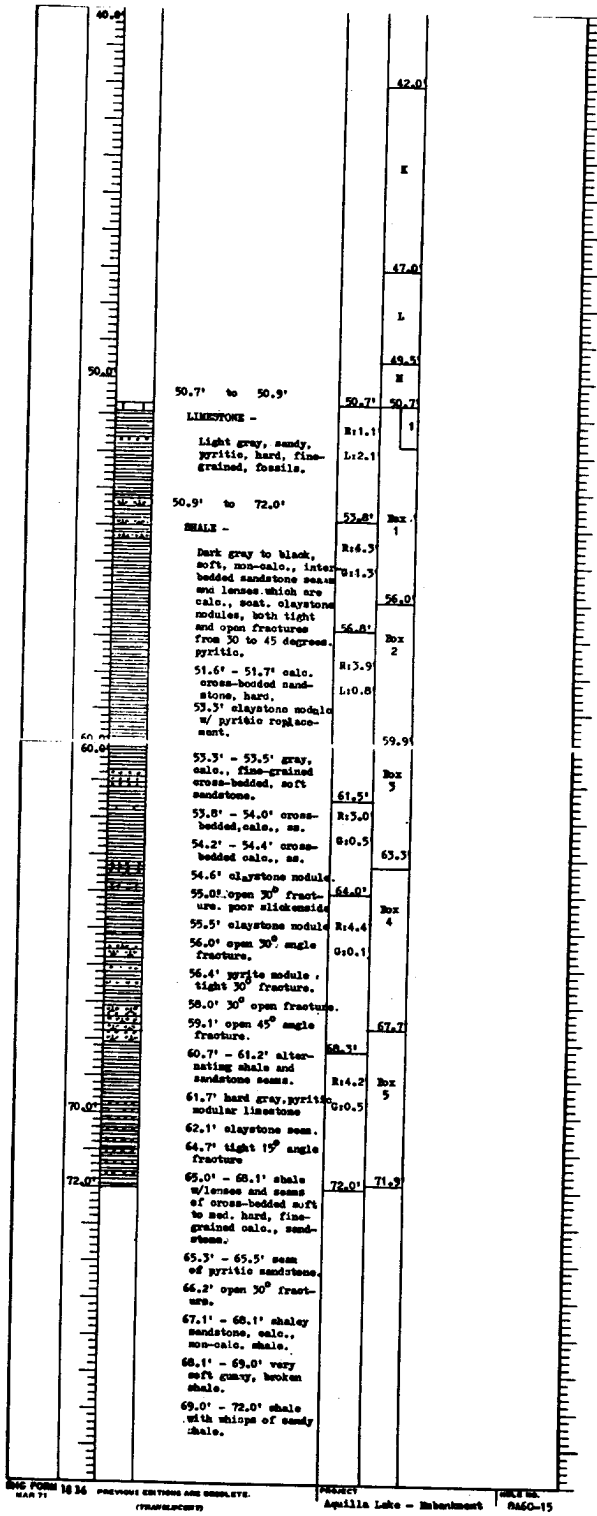 40.0'
42.0'
K
47.0'
L
49.5'
50.0'
M
50.7' to 50.9'
50.7' 50.7'
LIMESTONE -
R:1.1'
1
Light gray, sandy,
pyritic, hard, fine-
grained, fossils.
L:2.1'
50.9' to 72.0'
53.8'
Box
1
SHALE -
R:6.3'
G:1.3'
Dark gray to black,
soft, non-calc., inter
bedded sandstone seams
and lenses which are
calc., scat. claystone
nodules, both tight
and open fractures
from 30 to 45 degrees.
pyritic.
56.0'
56.8'
Box
2
R:3.9'
L:0.8'
51.6' - 51.7' calc.
cross-bedded sand-
stone, hard.
53.3' claystone nodule
w/ pyritic replace-
ment.
59.9'
60.0'
60.0'
53.3' - 53.5' gray,
calc., fine-grained
cross-bedded, soft
sandstone.
Box
3
61.5'
R:3.0'
G:0.5'
53.8' - 54.0' cross-
bedded, calc., ss.
54.2' - 54.4' cross-
bedded calc., ss.
63.3'
54.6' claystone nodule.
64.0'
55.0' open 30° fract-
ure. poor slickenside
Box
4
55.5' claystone nodule
R:4.4'
G:0.1'
56.0' open 30° angle
fracture.
56.4' pyrite nodule,
tight 30° fracture.
58.0' 30° open fracture.
59.1' open 45° angle
fracture.
67.7'
68.3'
60.7' - 61.2' alter-
nating shale and
sandstone seams.
R:4.2'
Box
5
61.7' hard gray, pyritic
nodular limestone
G:0.5'
70.0'
62.1' claystone seam.
64.7' tight 15° angle
fracture
72.0'
65.0' - 68.1' shale
w/lenses and seams
of cross-bedded soft
to med. hard, fine-
grained calc., sand-
stone.
72.0' 71.9'
65.3' - 65.5' seam
of pyritic sandstone.
66.2' open 30° fract-
ure.
67.1' - 68.1' shaley
sandstone, calc.,
non-calc. shale.
68.1' - 69.0' very
soft gummy, broken
shale.
69.0' - 72.0' shale
with whisps of sandy
shale.
ENG FORM 1836 PREVIOUS EDITIONS ARE OBSOLETE.
MAR 71 (TRANSLUCENT)
PROJECT
Aquilla Lake - Embankment
HOLE NO.
8A6C-15